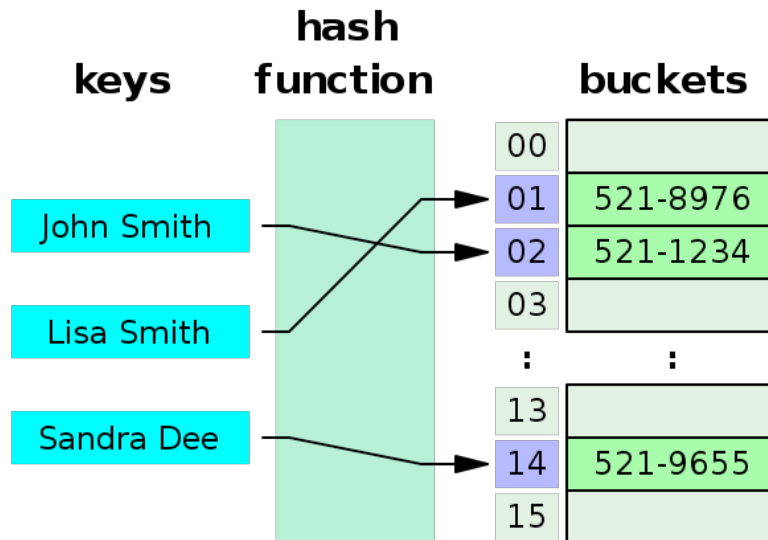 hash
keys function buckets
00
01 521-8976
John Smith
02 521-1234
03
Lisa Smith
: :
13
Sandra Dee
14 521-9655
15